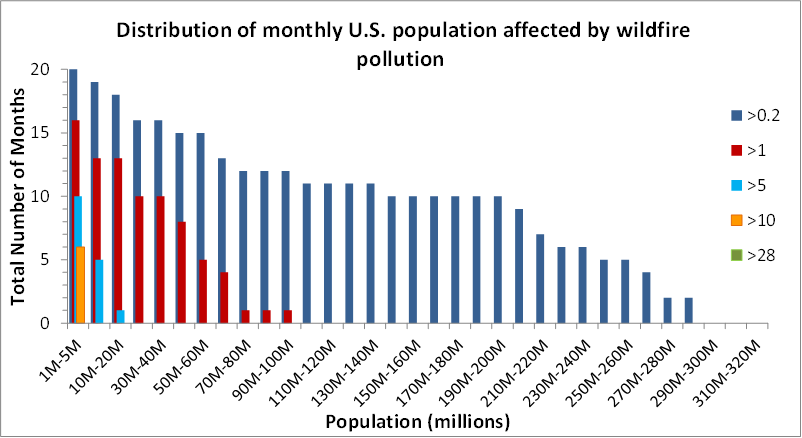 Distribution of monthly U.S. population affected by wildfire
pollution
Total Number of Months
20
15
10
5
0
1M-5M
10M-20M
30M-40M
50M-60M
70M-80M
90M-100M
110M-120M
130M-140M
150M-160M
170M-180M
190M-200M
210M-220M
230M-240M
250M-260M
270M-280M
290M-300M
310M-320M
Population (millions)
>0.2
>1
>5
>10
>28